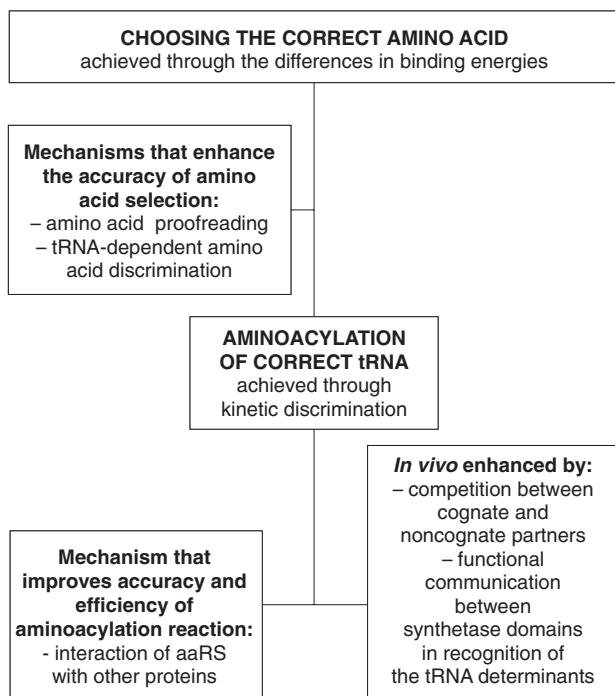 CHOOSING THE CORRECT AMINO ACID
achieved through the differences in binding energies
Mechanisms that enhance
the accuracy of amino
acid selection:
– amino acid proofreading
– tRNA-dependent amino
acid discrimination
AMINOACYLATION
OF CORRECT tRNA
achieved through
kinetic discrimination
In vivo enhanced by:
– competition between
cognate and
noncognate partners
– functional
communication
between
synthetase domains
in recognition of
the tRNA determinants
Mechanism that
improves accuracy and
efficiency of
aminoacylation reaction:
- interaction of aaRS
with other proteins